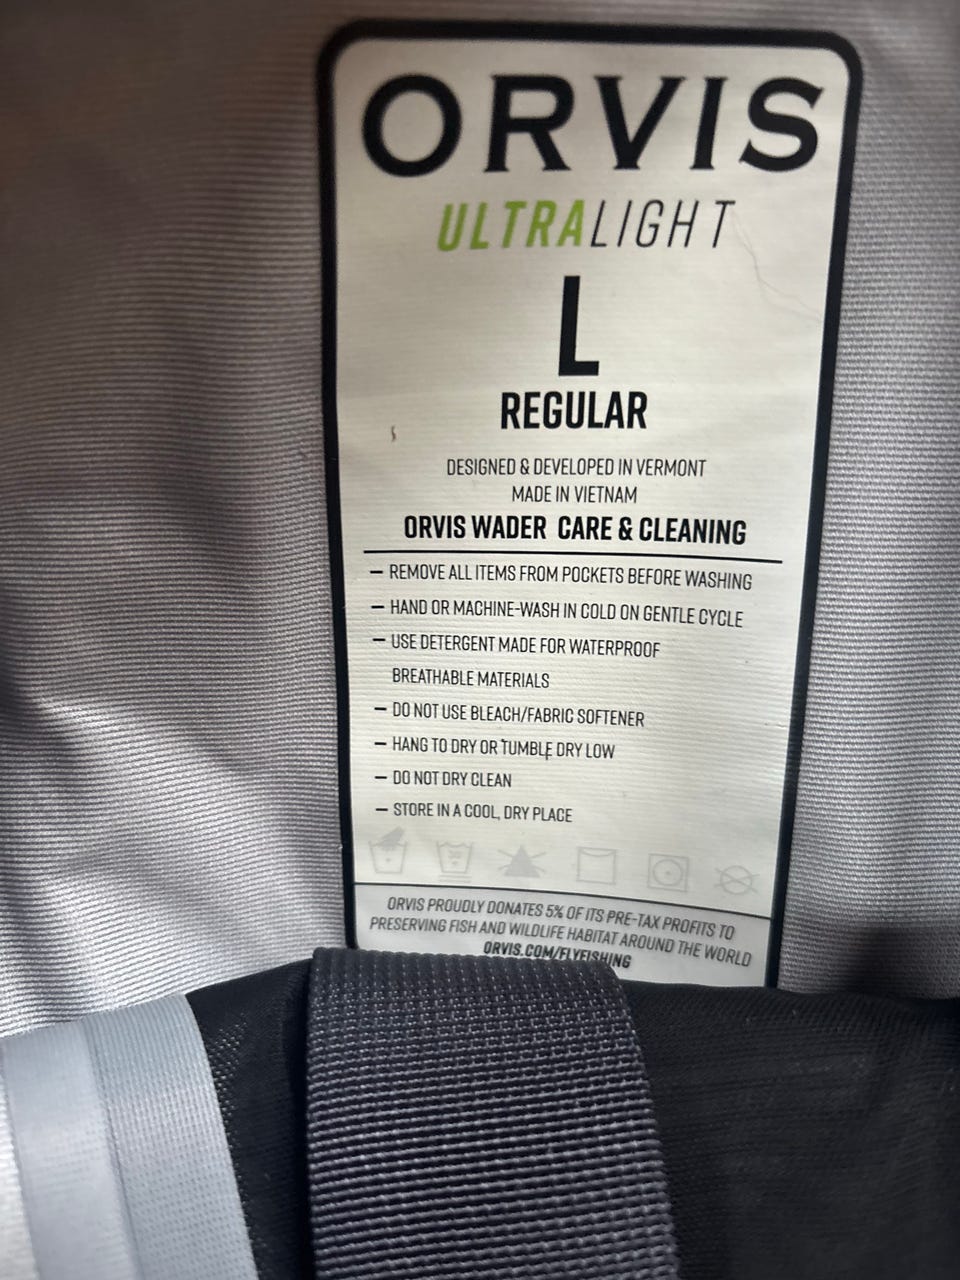 ORVIS
ULTRALIGHT
L
REGULAR
DESIGNED & DEVELOPED IN VERMONT
MADE IN VIETNAM
ORVIS WADER CARE & CLEANING
– REMOVE ALL ITEMS FROM POCKETS BEFORE WASHING
– HAND OR MACHINE-WASH IN COLD ON GENTLE CYCLE
– USE DETERGENT MADE FOR WATERPROOF
BREATHABLE MATERIALS
– DO NOT USE BLEACH/FABRIC SOFTENER
– HANG TO DRY OR TUMBLE DRY LOW
– DO NOT DRY CLEAN
– STORE IN A COOL, DRY PLACE
30
ORVIS PROUDLY DONATES 5% OF ITS PRE-TAX PROFITS TO
PRESERVING FISH AND WILDLIFE HABITAT AROUND THE WORLD
ORVIS.COM/FLYFISHING